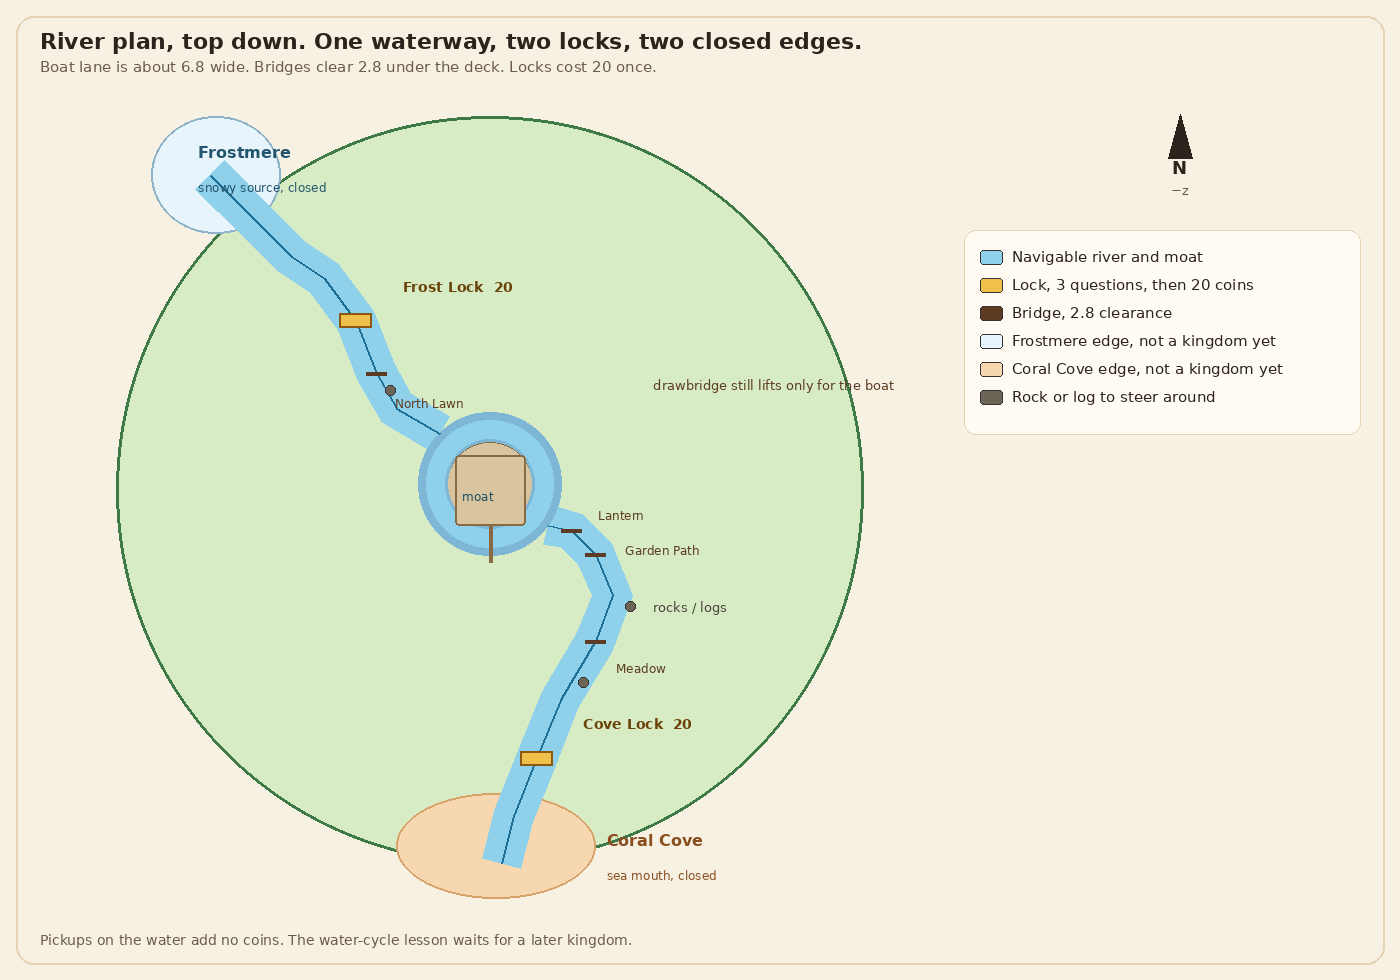 River plan, top down. One waterway, two locks, two closed edges.
Boat lane is about 6.8 wide. Bridges clear 2.8 under the deck. Locks cost 20 once.
Frostmere
snowy source, closed
N
−z
Navigable river and moat
Lock, 3 questions, then 20 coins
Bridge, 2.8 clearance
Frostmere edge, not a kingdom yet
Coral Cove edge, not a kingdom yet
Rock or log to steer around
Frost Lock  20
drawbridge still lifts only for the boat
North Lawn
moat
Lantern
Garden Path
rocks / logs
Meadow
Cove Lock  20
Coral Cove
sea mouth, closed
Pickups on the water add no coins. The water-cycle lesson waits for a later kingdom.